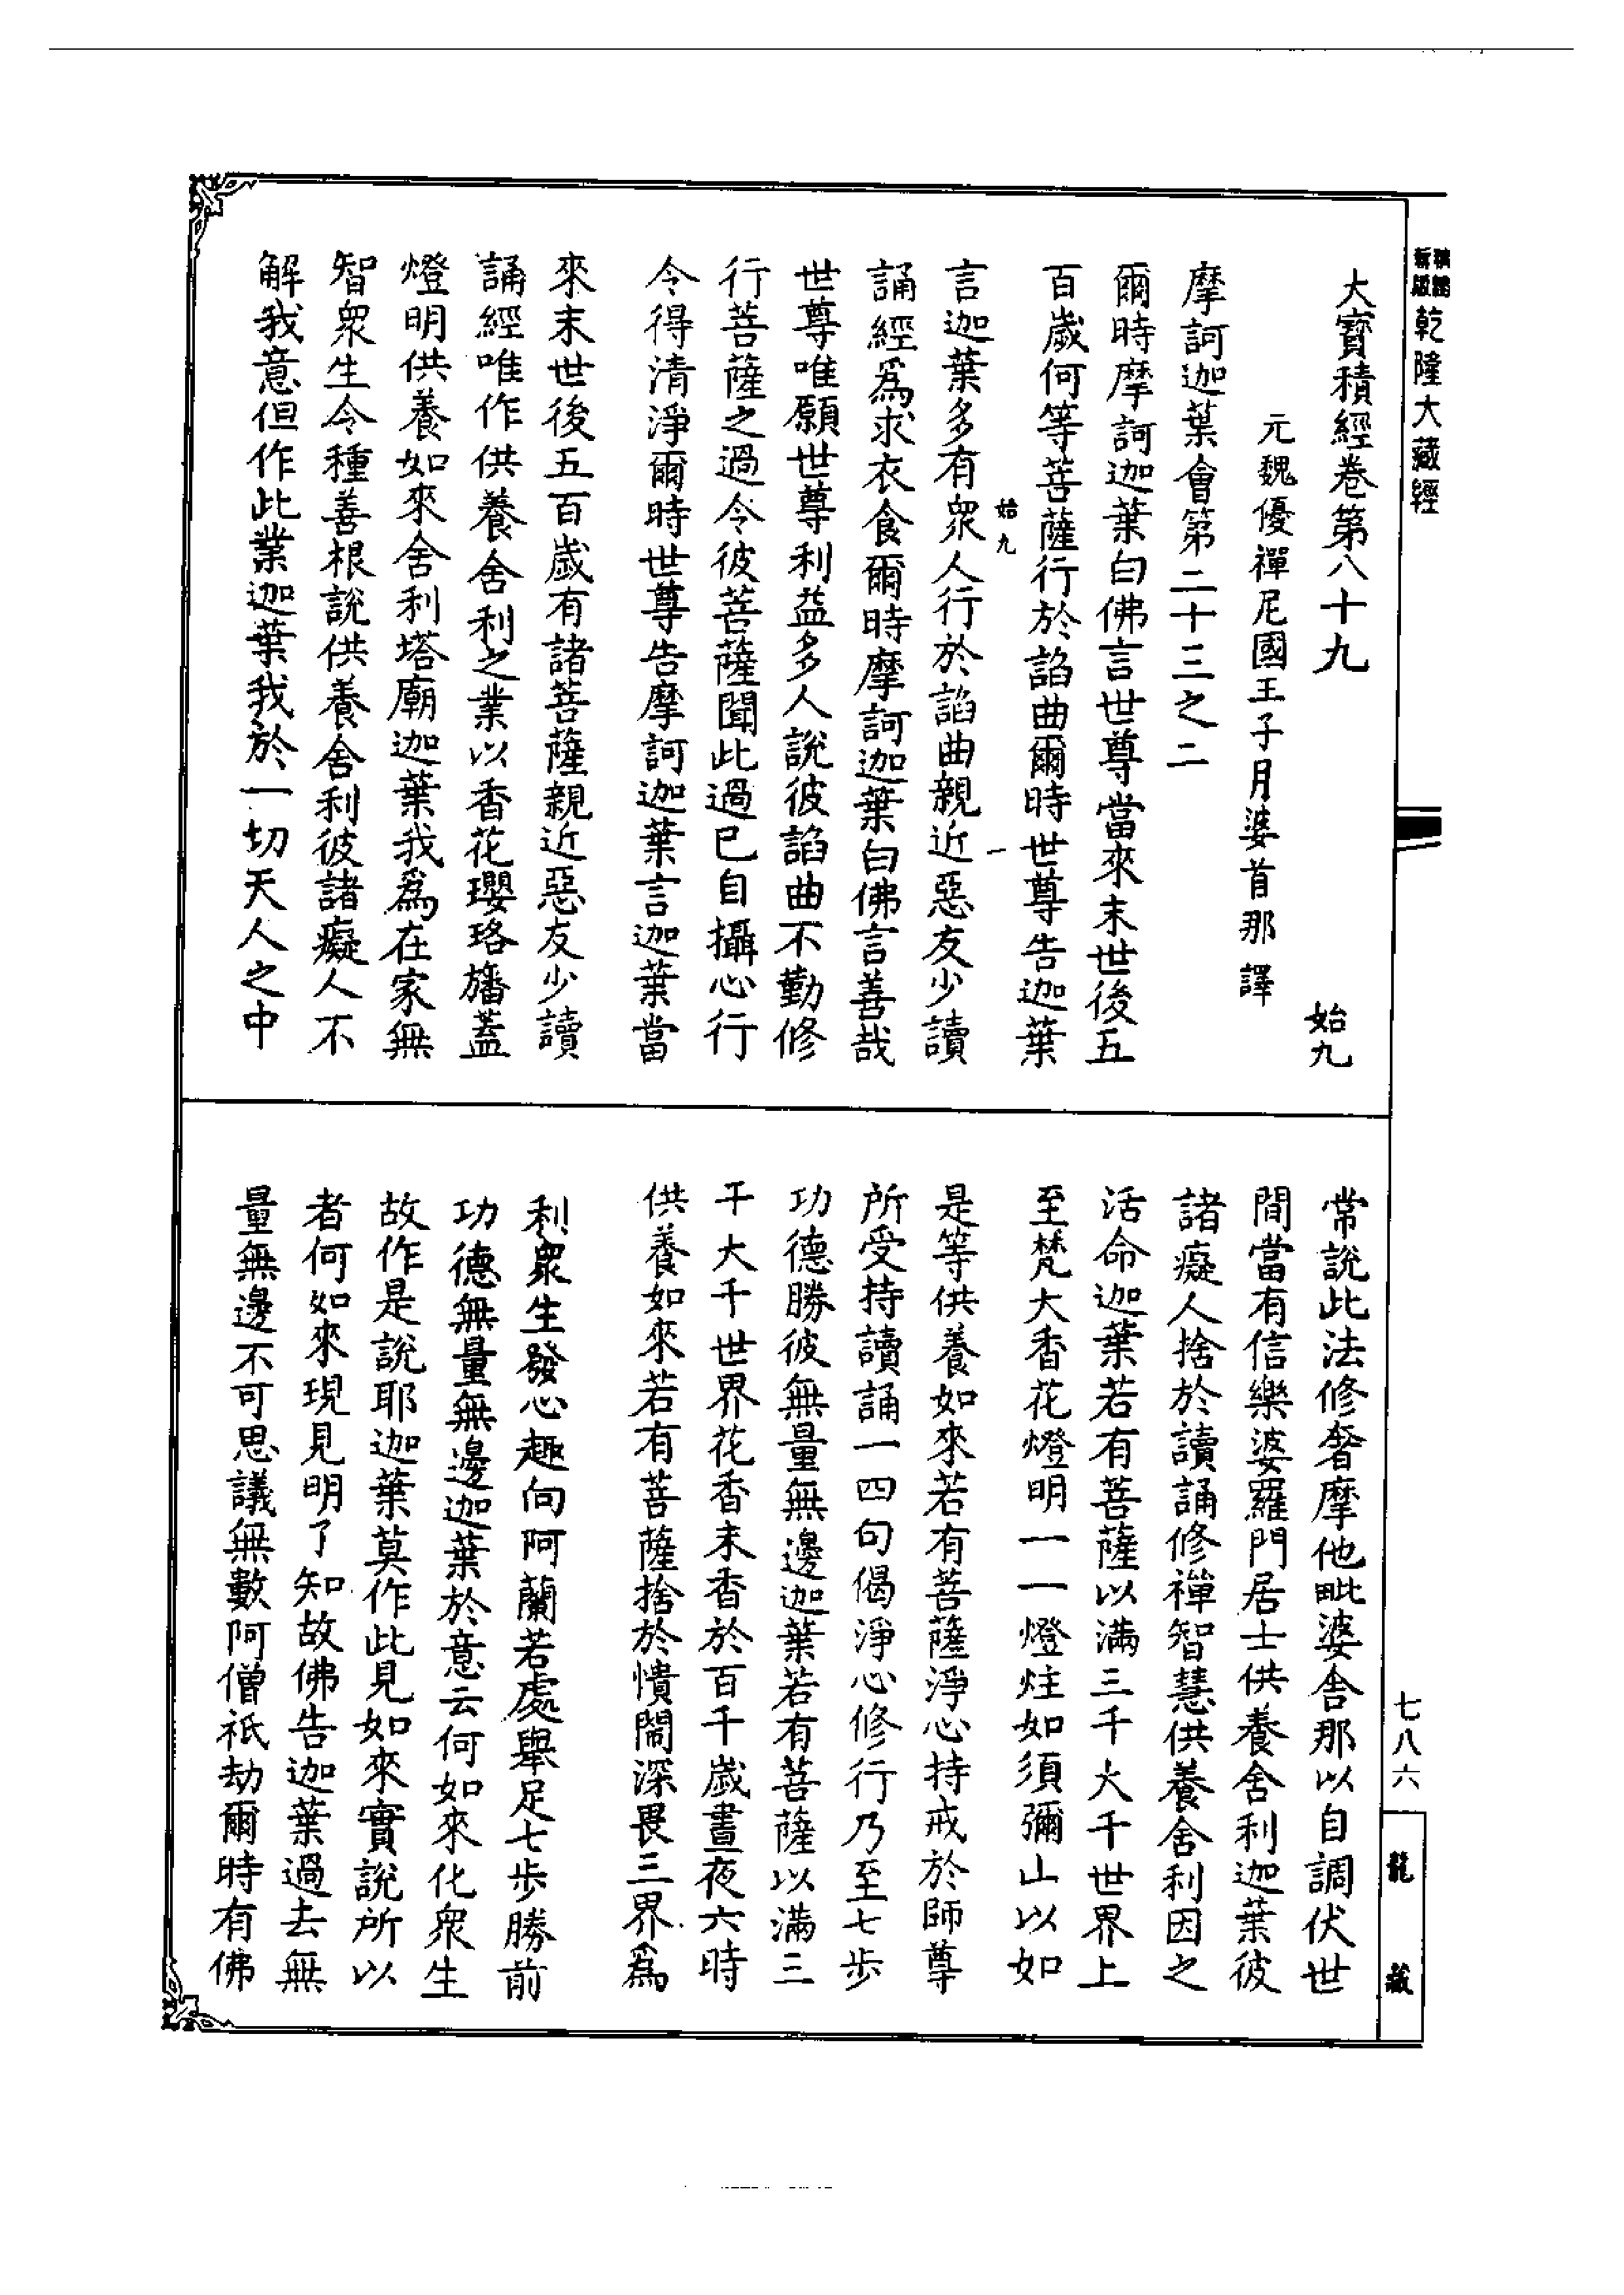 乾隆大藏經
大寶積經卷第八十九
始九
元魏優禪尼國王子月婆首那譯
摩訶迦葉會第二十三之二
爾時摩訶迦葉白佛言世尊當來末世後五
百歲何等菩薩行於諂曲爾時世尊告迦葉
始九
一
言迦葉多有衆人行於諂曲親近惡友少讀
誦經爲求衣食爾時摩訶迦葉白佛言善哉
世尊唯願世尊利益多人說彼諂曲不勤修
行菩薩之過令彼菩薩聞此過已自攝心行
令得清淨爾時世尊告摩訶迦葉言迦葉當
來末世後五百歲有諸菩薩親近惡友少讀
誦經唯作供養舍利之業以香花瓔珞旛蓋
燈明供養如來舍利塔廟迦葉我爲在家無
智衆生令種善根說供養舍利彼諸癡人不
解我意但作此業迦葉我於一切天人之中
常說此法修奢摩他毗婆舍那以自調伏世
間當有信樂婆羅門居士供養舍利迦葉彼
諸癡人捨於讀誦修禪智慧供養舍利因之
活命迦葉若有菩薩以滿三千大千世界上
至梵大香花燈明一一燈炷如須彌山以如
是等供養如來若有菩薩淨心持戒於師尊
所受持讀誦一四句偈淨心修行乃至七步
功德勝彼無量無邊迦葉若有菩薩以滿三
千大千世界花香末香於百千歲晝夜六時
供養如來若有菩薩捨於憒閙深畏三界爲
利衆生發心趣向阿蘭若處舉足七步勝前
功德無量無邊迦葉於意云何如來化衆生
故作是說耶迦葉莫作此見如來實說所以
者何如來現見明了知故佛告迦葉過去無
量無邊不可思議無數阿僧祇劫爾時有佛
七八六
龍藏